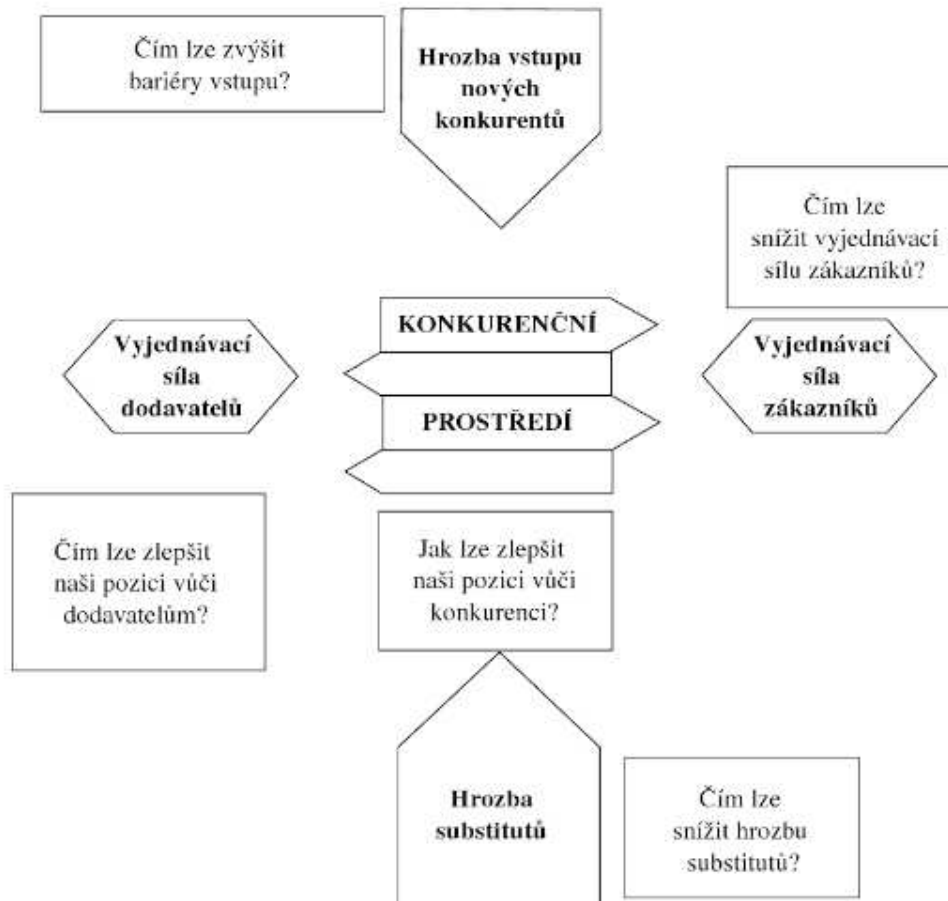 Čím lze zvýšit
bariéry vstupu?
Hrozba vstupu
nových
konkurentů
Čím lze
snížit vyjednávací
sílu zákazníků?
KONKURENČNÍ
PROSTŘEDÍ
Vyjednávací
síla
dodavatelů
Vyjednávací
síla
zákazníků
Čím lze zlepšit
naši pozici vůči
dodavatelům?
Jak lze zlepšit
naši pozici vůči
konkurenci?
Hrozba
substitutů
Čím lze
snížit hrozbu
substitutů?